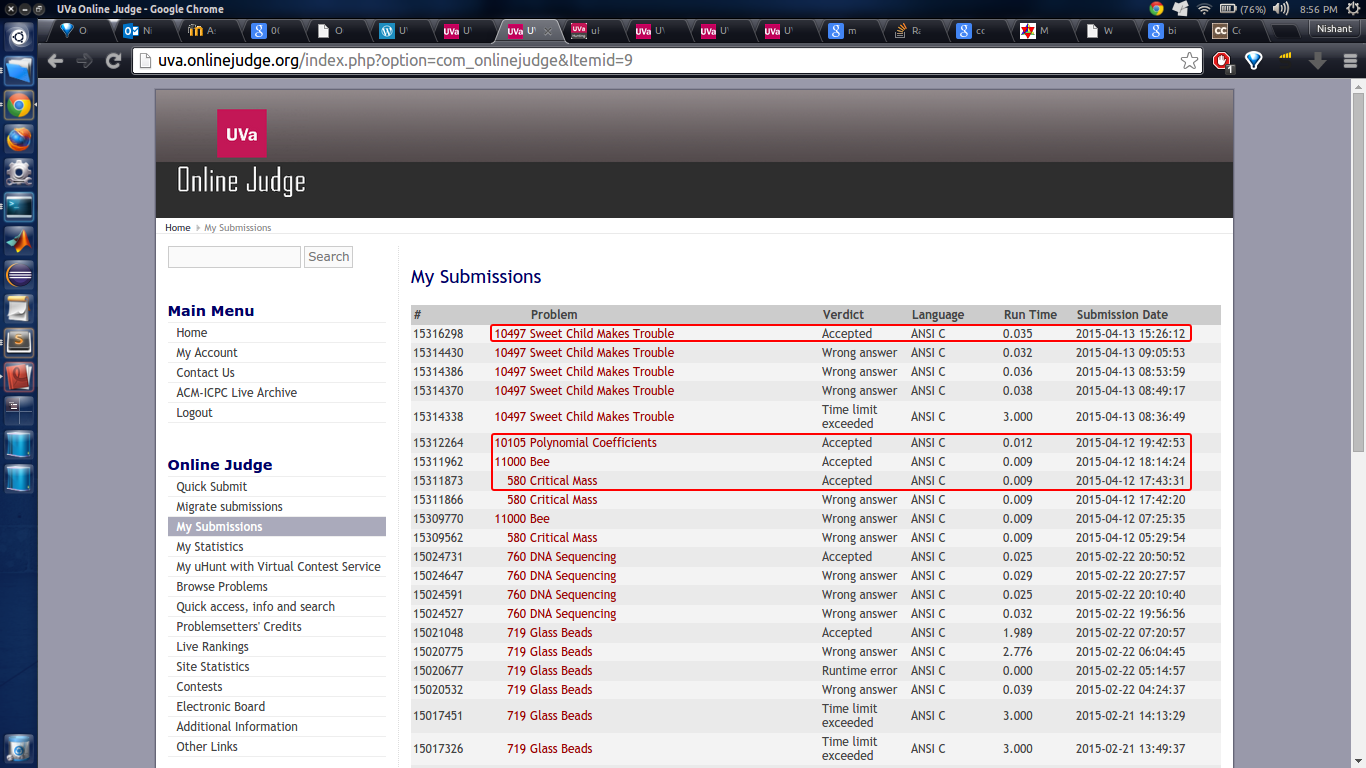 UVa Online Judge - Google Chrome
(76%) 8:56 PM
O
Ni
A:
0(
O
U
U'
U'
ul
U'
U'
U'
m
Ra
cc
M
W
bi
Co
Nishant
uva.onlinejudge.org/index.php?option=com_onlinejudge&Itemid=9
UVa
Online Judge
Home My Submissions
Search
Main Menu
Home
My Account
Contact Us
ACM-ICPC Live Archive
Logout
Online Judge
Quick Submit
Migrate submissions
My Submissions
My Statistics
My uHunt with Virtual Contest Service
Browse Problems
Quick access, info and search
Problemsetters' Credits
Live Rankings
Site Statistics
Contests
Electronic Board
Additional Information
Other Links
My Submissions
# Problem Verdict Language Run Time Submission Date
15316298 10497 Sweet Child Makes Trouble Accepted ANSI C 0.035 2015-04-13 15:26:12
15314430 10497 Sweet Child Makes Trouble Wrong answer ANSI C 0.032 2015-04-13 09:05:53
15314386 10497 Sweet Child Makes Trouble Wrong answer ANSI C 0.036 2015-04-13 08:53:59
15314370 10497 Sweet Child Makes Trouble Wrong answer ANSI C 0.038 2015-04-13 08:49:17
15314338 10497 Sweet Child Makes Trouble Time limit exceeded ANSI C 3.000 2015-04-13 08:36:49
15312264 10105 Polynomial Coefficients Accepted ANSI C 0.012 2015-04-12 19:42:53
15311962 11000 Bee Accepted ANSI C 0.009 2015-04-12 18:14:24
15311873 580 Critical Mass Accepted ANSI C 0.009 2015-04-12 17:43:31
15311866 580 Critical Mass Wrong answer ANSI C 0.009 2015-04-12 17:42:20
15309770 11000 Bee Wrong answer ANSI C 0.009 2015-04-12 07:25:35
15309562 580 Critical Mass Wrong answer ANSI C 0.009 2015-04-12 05:29:54
15024731 760 DNA Sequencing Accepted ANSI C 0.025 2015-02-22 20:50:52
15024647 760 DNA Sequencing Wrong answer ANSI C 0.029 2015-02-22 20:27:57
15024591 760 DNA Sequencing Wrong answer ANSI C 0.025 2015-02-22 20:10:40
15024527 760 DNA Sequencing Wrong answer ANSI C 0.032 2015-02-22 19:56:56
15021048 719 Glass Beads Accepted ANSI C 1.989 2015-02-22 07:20:57
15020775 719 Glass Beads Wrong answer ANSI C 2.776 2015-02-22 06:04:45
15020677 719 Glass Beads Runtime error ANSI C 0.000 2015-02-22 05:14:57
15020532 719 Glass Beads Wrong answer ANSI C 0.039 2015-02-22 04:24:37
15017451 719 Glass Beads Time limit exceeded ANSI C 3.000 2015-02-21 14:13:29
15017326 719 Glass Beads Time limit exceeded ANSI C 3.000 2015-02-21 13:49:37